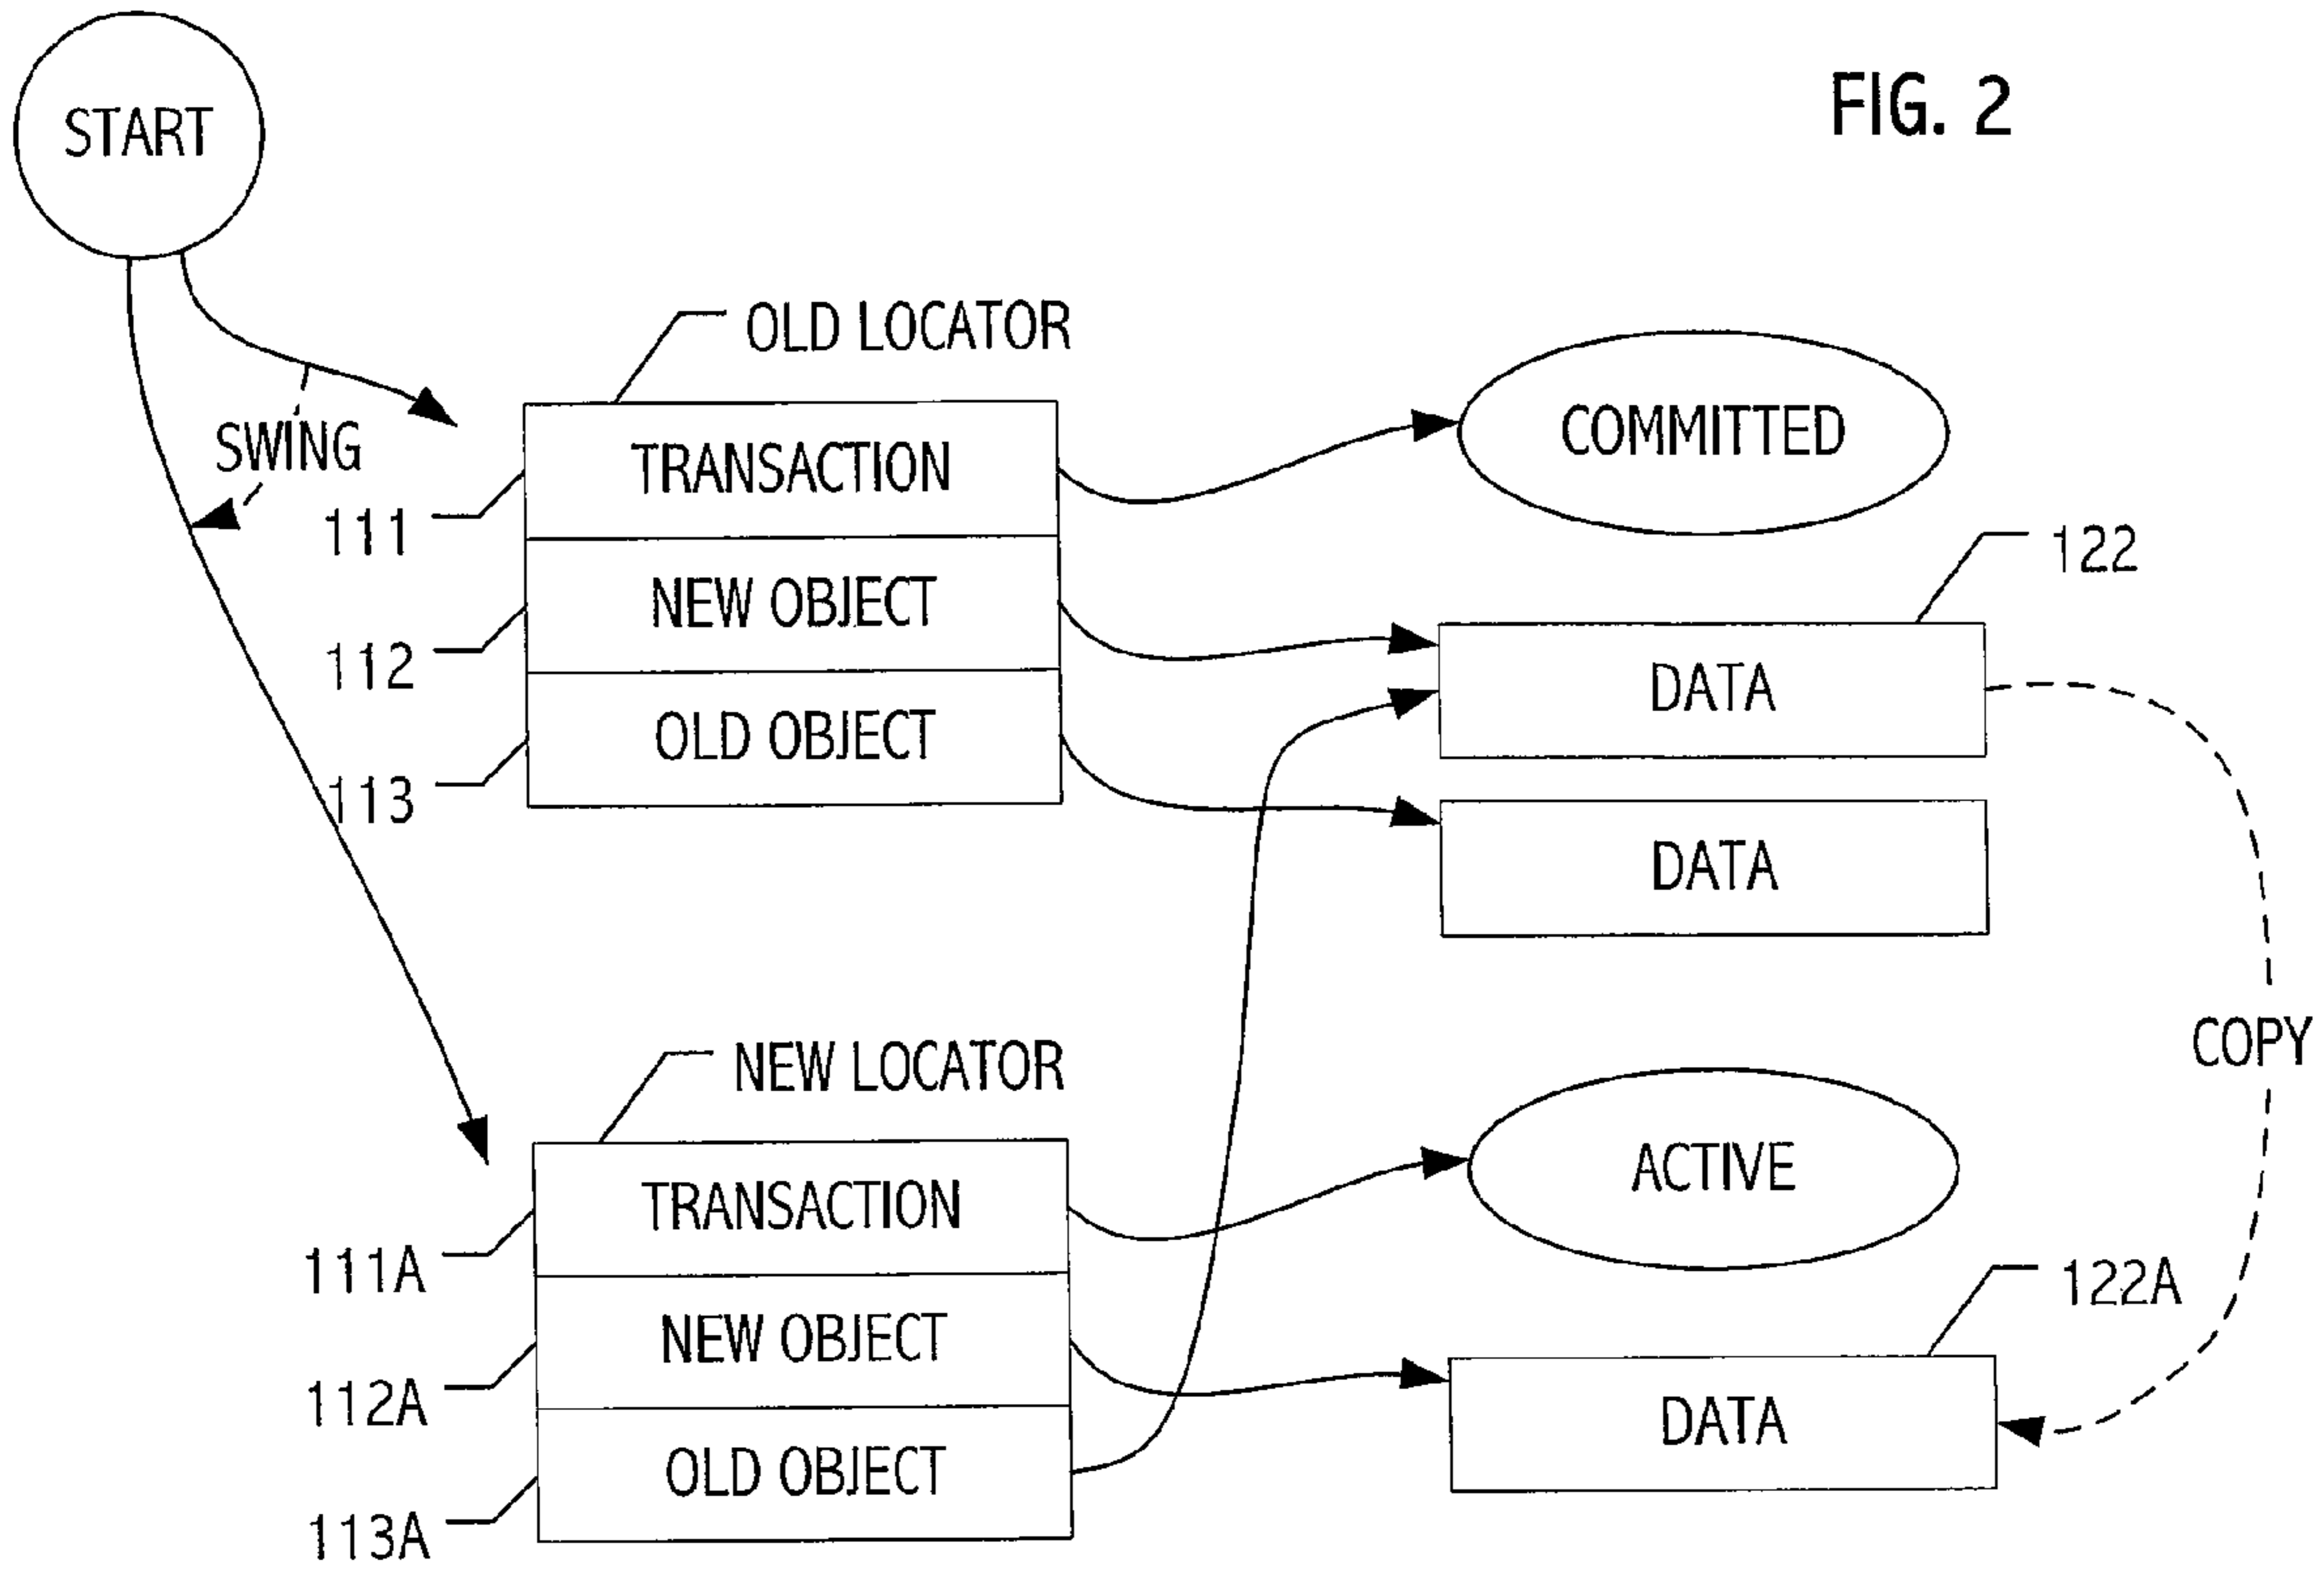 FIG. 2
START
OLD LOCATOR
SWING
TRANSACTION
COMMITTED
111
122
NEW OBJECT
112
DATA
OLD OBJECT
113
DATA
COPY
NEW LOCATOR
TRANSACTION
ACTIVE
111A
122A
NEW OBJECT
112A
DATA
OLD OBJECT
113A